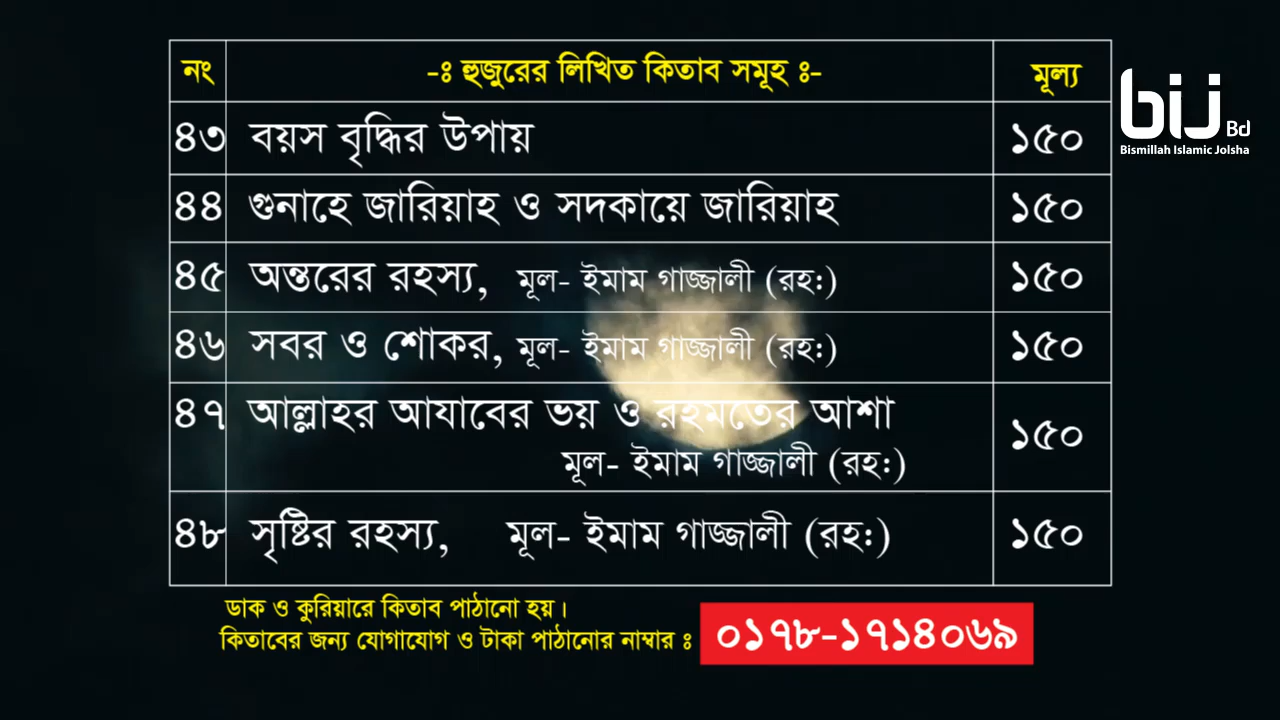 নং -ঃ হুজুরের লিখিত কিতাব সমূহ ঃ- মূল্য
৪৩ বয়স বৃদ্ধির উপায় ১৫০
৪৪ গুনাহে জারিয়াহ ও সদকায়ে জারিয়াহ ১৫০
৪৫ অন্তরের রহস্য, মূল- ইমাম গাজ্জালী (রহঃ) ১৫০
৪৬ সবর ও শোকর, মূল- ইমাম গাজ্জালী (রহঃ) ১৫০
৪৭ আল্লাহর আযাবের ভয় ও রহমতের আশা
মূল- ইমাম গাজ্জালী (রহঃ) ১৫০
৪৮ সৃষ্টির রহস্য, মূল- ইমাম গাজ্জালী (রহঃ) ১৫০
ডাক ও কুরিয়ারে কিতাব পাঠানো হয়।
কিতাবের জন্য যোগাযোগ ও টাকা পাঠানোর নাম্বার ঃ ০১৭৮-১৭১৪০৬৯
bij Bd
Bismillah Islamic Jolsha